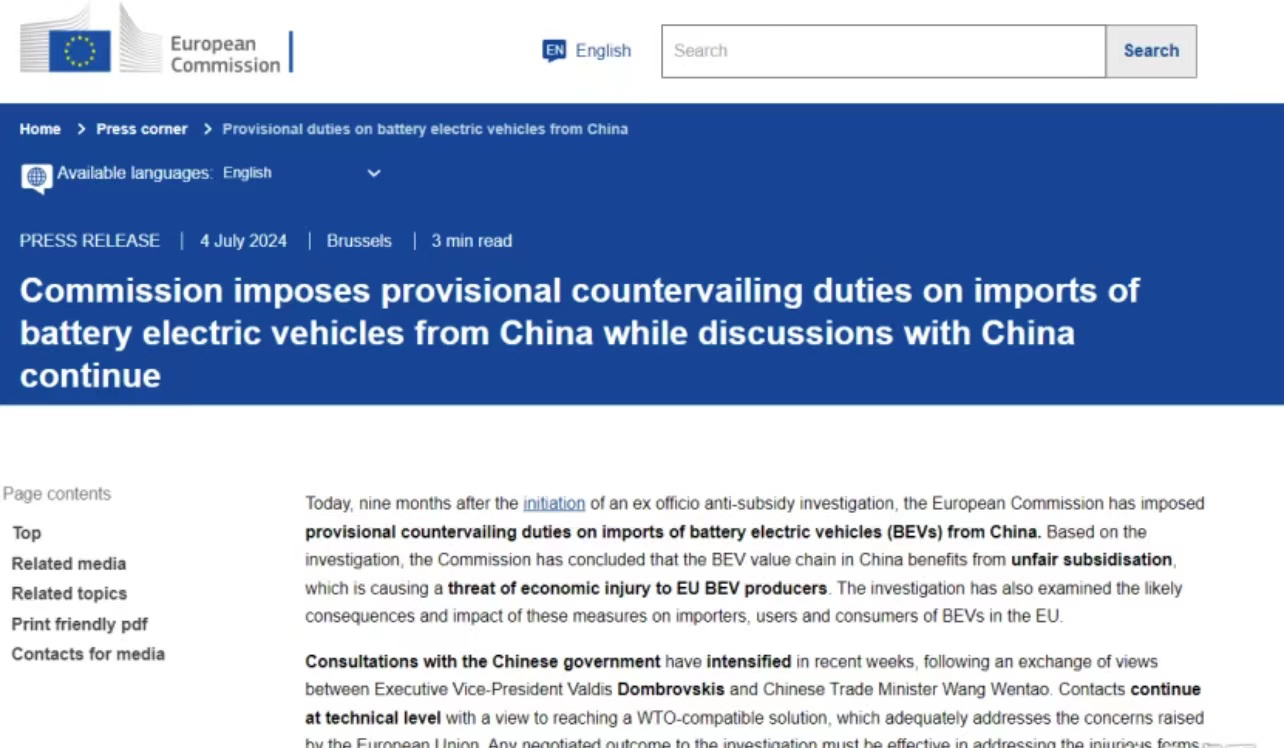 European
Commission
EN English
Search
Search
Home > Press corner > Provisional duties on battery electric vehicles from China
Available languages: English
PRESS RELEASE | 4 July 2024 | Brussels | 3 min read
Commission imposes provisional countervailing duties on imports of
battery electric vehicles from China while discussions with China
continue
Page contents
Top
Related media
Related topics
Print friendly pdf
Contacts for media
Today, nine months after the initiation of an ex officio anti-subsidy investigation, the European Commission has imposed
provisional countervailing duties on imports of battery electric vehicles (BEVs) from China. Based on the
investigation, the Commission has concluded that the BEV value chain in China benefits from unfair subsidisation,
which is causing a threat of economic injury to EU BEV producers. The investigation has also examined the likely
consequences and impact of these measures on importers, users and consumers of BEVs in the EU.
Consultations with the Chinese government have intensified in recent weeks, following an exchange of views
between Executive Vice-President Valdis Dombrovskis and Chinese Trade Minister Wang Wentao. Contacts continue
at technical level with a view to reaching a WTO-compatible solution, which adequately addresses the concerns raised
by the European Union. Any negotiated outcome to the investigation must be effective in addressing the injurious forms